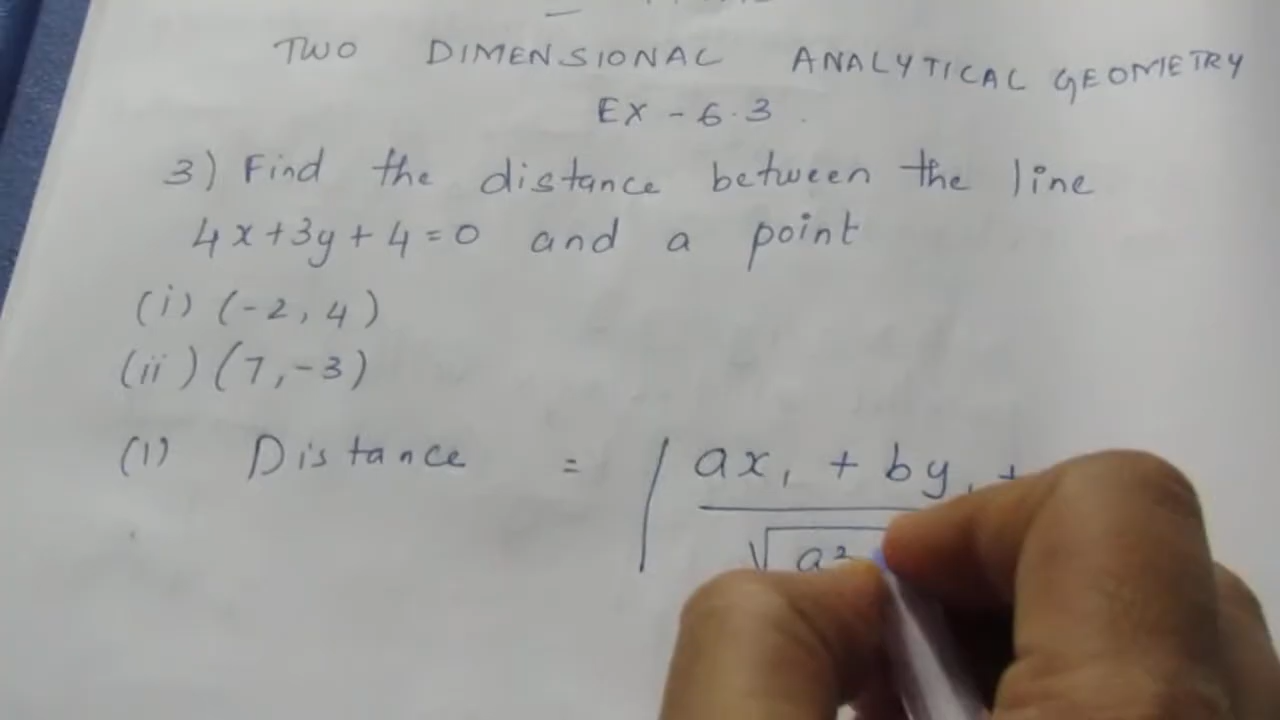 TWO DIMENSIONAL ANALYTICAL GEOMETRY
EX - 6.3
3) Find the distance between the line
4x+3y+4=0 and a point
(i) (-2, 4)
(ii) (7, -3)
(1) Distance = | ax₁ + by₁ +
√a²